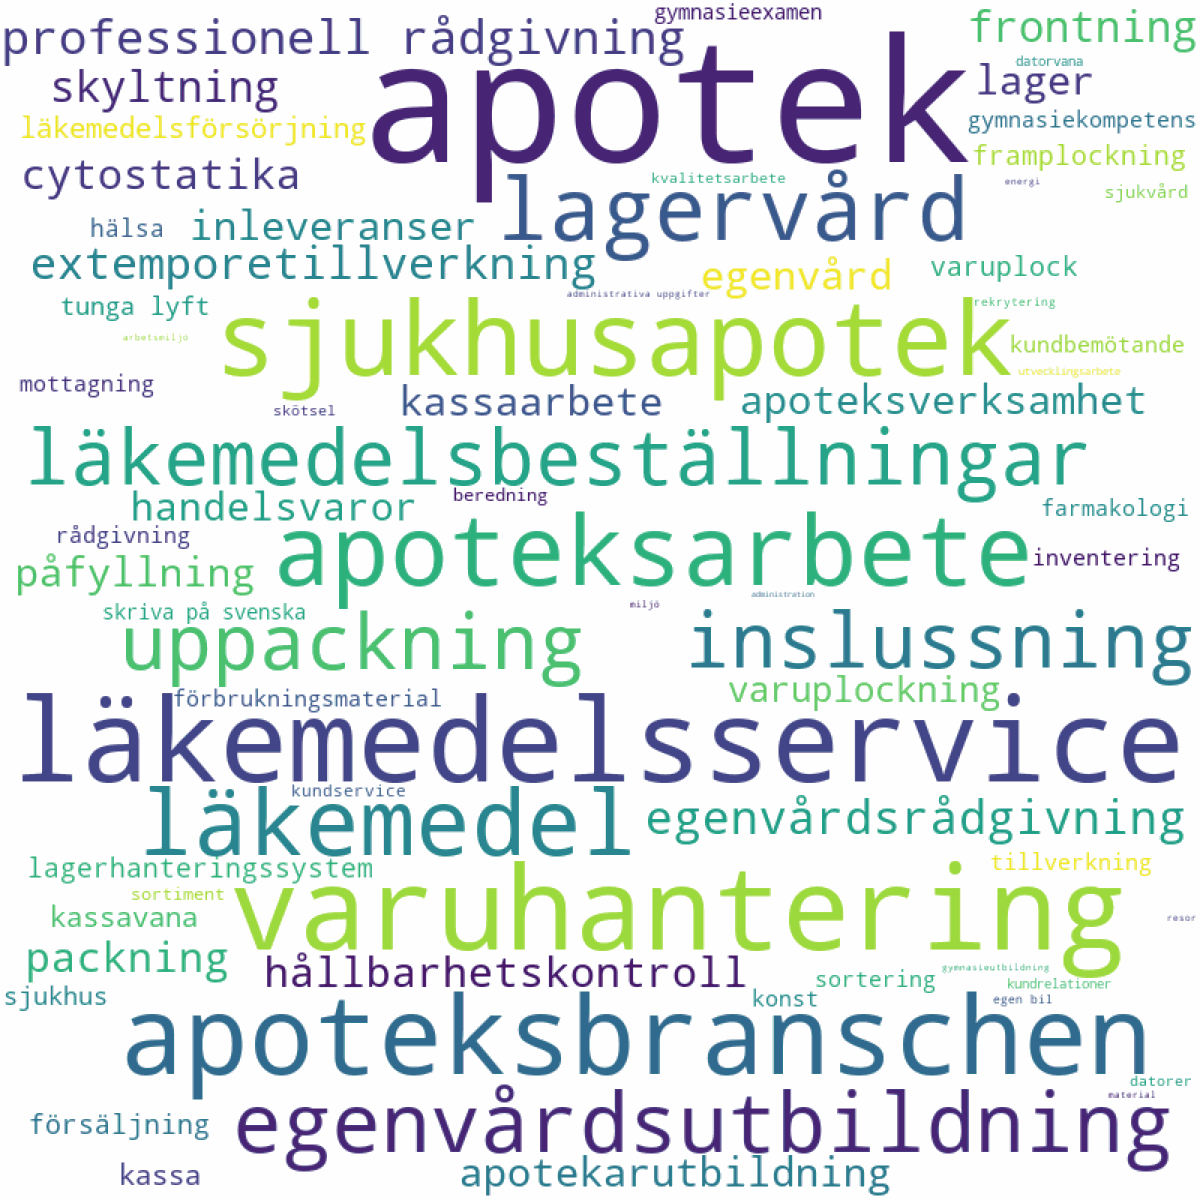 gymnasieexamen
professionell rådgivning
frontning
apotek
datorvana
skyltning
lager
läkemedelsförsörjning
gymnasiekompetens
framplockning
cytostatika
kvalitetsarbete
energi
sjukvård
lagervård
hälsa
inleveranser
extemporetillverkning
egenvård
varuplock
administrativa uppgifter
tunga lyft
rekrytering
sjukhusapotek
arbetsmiljö
kundbemötande
utvecklingsarbete
mottagning
skötsel
kassaarbete
apoteksverksamhet
läkemedelsbeställningar
beredning
handelsvaror
farmakologi
rådgivning
apoteksarbete
inventering
påfyllning
administration
skriva på svenska
miljö
uppackning
inslussning
varuplockning
förbrukningsmaterial
läkemedelsservice
kundservice
läkemedel
egenvårdsrådgivning
lagerhanteringssystem
tillverkning
sortiment
varuhantering
kassavana
resor
packning
hållbarhetskontroll
gymnasieutbildning
sortering
kundrelationer
sjukhus
konst
egen bil
apoteksbranschen
datorer
material
försäljning
egenvårdsutbildning
kassa
apotekarutbildning